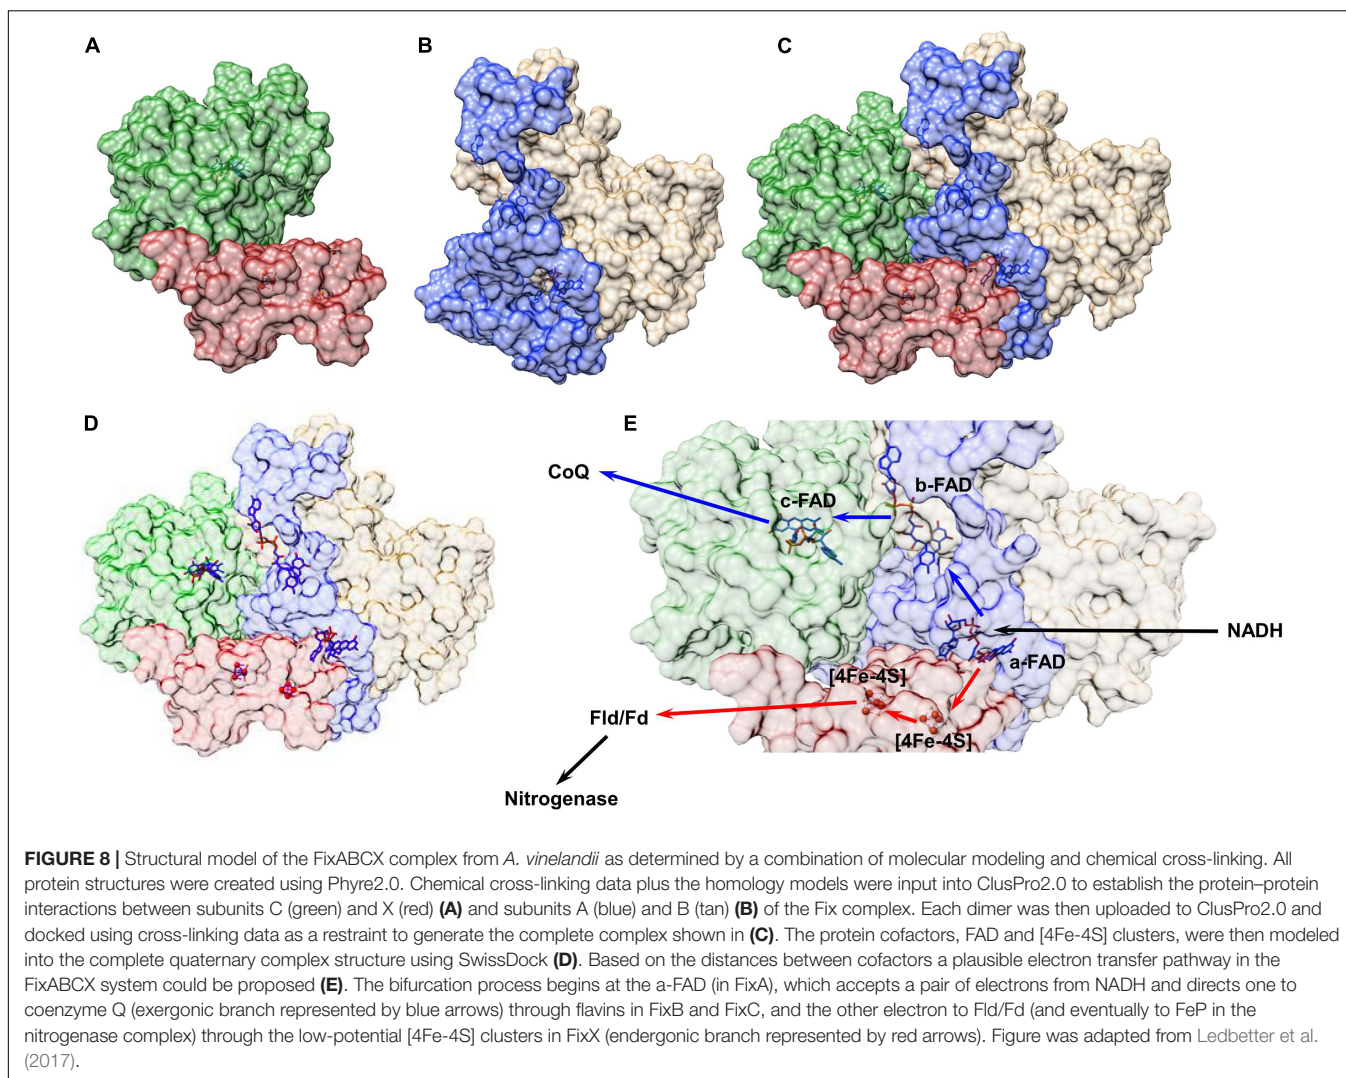 A
B
C
D
E
CoQ
c-FAD
b-FAD
NADH
a-FAD
[4Fe-4S]
Fld/Fd
[4Fe-4S]
Nitrogenase
FIGURE 8 | Structural model of the FixABCX complex from A. vinelandii as determined by a combination of molecular modeling and chemical cross-linking. All
protein structures were created using Phyre2.0. Chemical cross-linking data plus the homology models were input into ClusPro2.0 to establish the protein–protein
interactions between subunits C (green) and X (red) (A) and subunits A (blue) and B (tan) (B) of the Fix complex. Each dimer was then uploaded to ClusPro2.0 and
docked using cross-linking data as a restraint to generate the complete complex shown in (C). The protein cofactors, FAD and [4Fe-4S] clusters, were then modeled
into the complete quaternary complex structure using SwissDock (D). Based on the distances between cofactors a plausible electron transfer pathway in the
FixABCX system could be proposed (E). The bifurcation process begins at the a-FAD (in FixA), which accepts a pair of electrons from NADH and directs one to
coenzyme Q (exergonic branch represented by blue arrows) through flavins in FixB and FixC, and the other electron to Fld/Fd (and eventually to FeP in the
nitrogenase complex) through the low-potential [4Fe-4S] clusters in FixX (endergonic branch represented by red arrows). Figure was adapted from Ledbetter et al.
(2017).